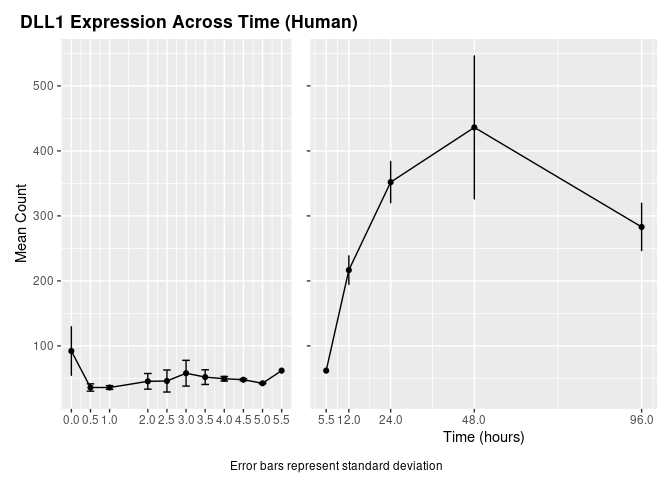 DLL1 Expression Across Time (Human)
500
400
300
200
100
Mean Count
0.0 0.5 1.0 2.0 2.5 3.0 3.5 4.0 4.5 5.0 5.5
5.5 12.0 24.0 48.0 96.0
Time (hours)
Error bars represent standard deviation